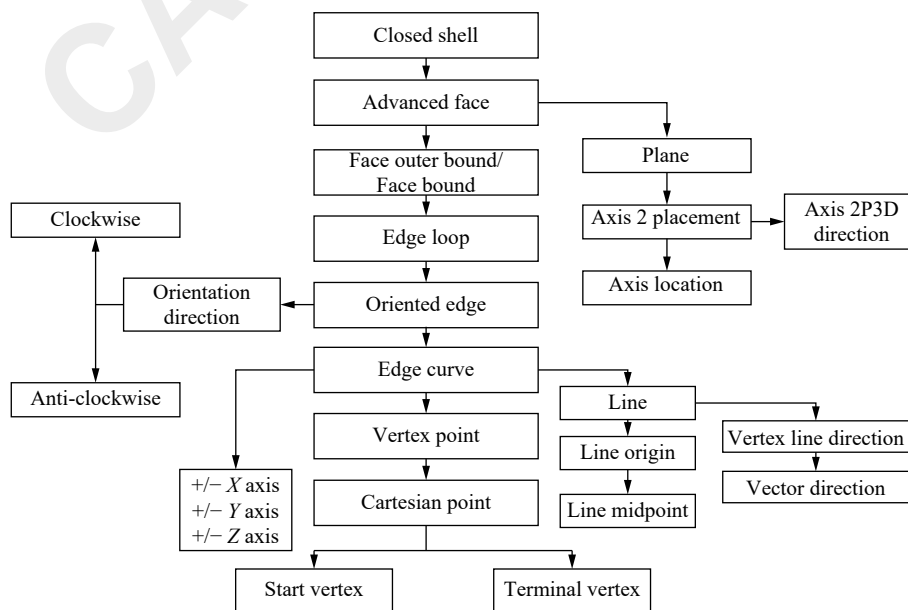 Closed shell
Advanced face
Face outer bound/
Face bound
Plane
Clockwise
Edge loop
Axis 2 placement
Axis 2P3D
direction
Orientation
direction
Oriented edge
Axis location
Anti-clockwise
Edge curve
Line
Vertex point
Line origin
Vertex line direction
+/− X axis
+/− Y axis
+/− Z axis
Cartesian point
Line midpoint
Vector direction
Start vertex
Terminal vertex